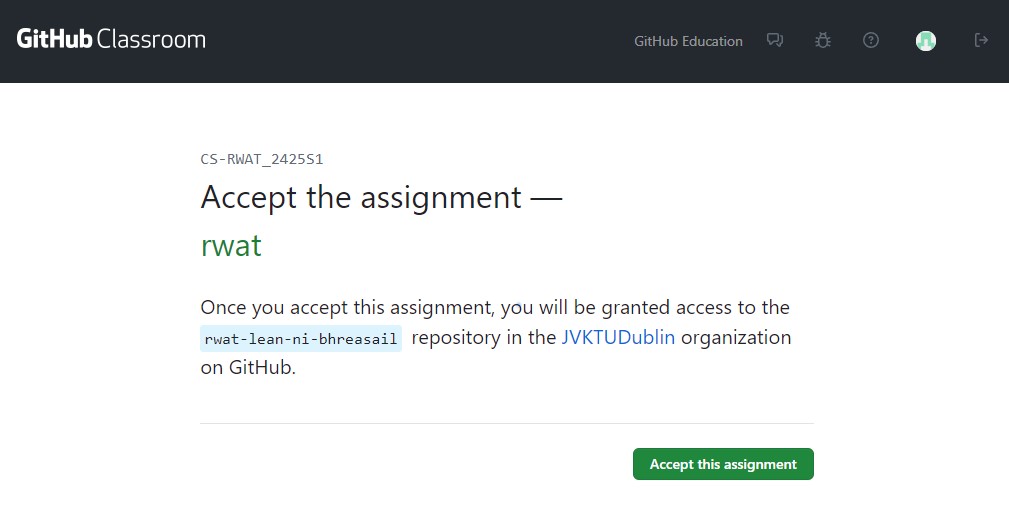 GitHub Classroom
GitHub Education
CS-RWAT_2425S1
Accept the assignment —
rwat
Once you accept this assignment, you will be granted access to the
rwat-lean-ni-bhreasail repository in the JVKTUDublin organization
on GitHub.
Accept this assignment